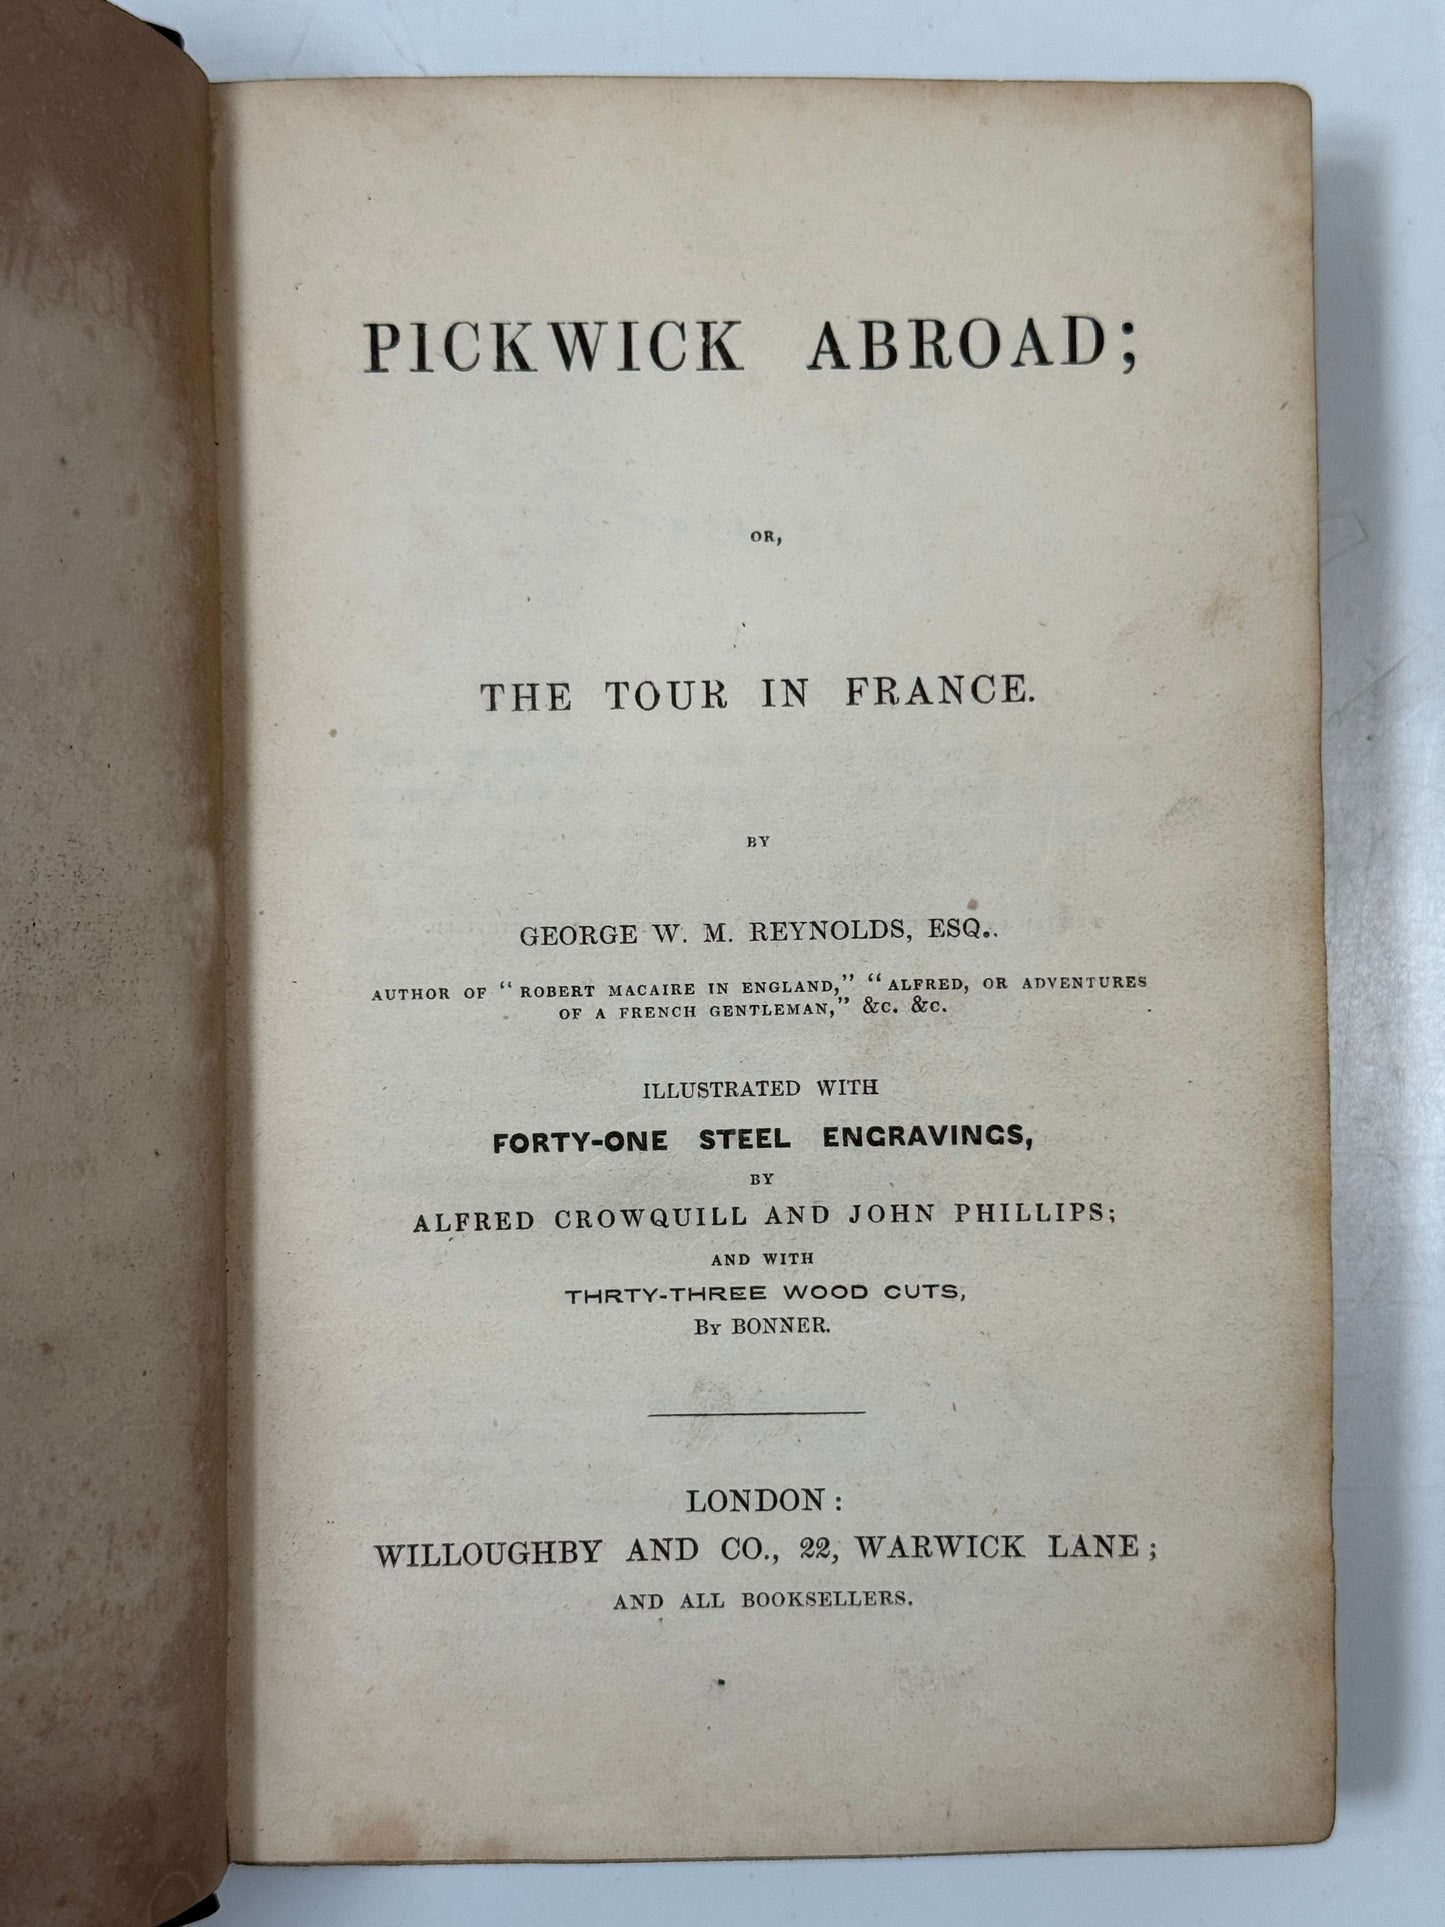 PICKWICK ABROAD;
OR,
THE TOUR IN FRANCE.
BY
GEORGE W. M. REYNOLDS, ESQ..
AUTHOR OF "ROBERT MACAIRE IN ENGLAND," "ALFRED, OR ADVENTURES
OF A FRENCH GENTLEMAN," &c. &c.
ILLUSTRATED WITH
FORTY-ONE STEEL ENGRAVINGS,
BY
ALFRED CROWQUILL AND JOHN PHILLIPS;
AND WITH
THRTY-THREE WOOD CUTS,
By BONNER.
LONDON:
WILLOUGHBY AND CO., 22, WARWICK LANE;
AND ALL BOOKSELLERS.